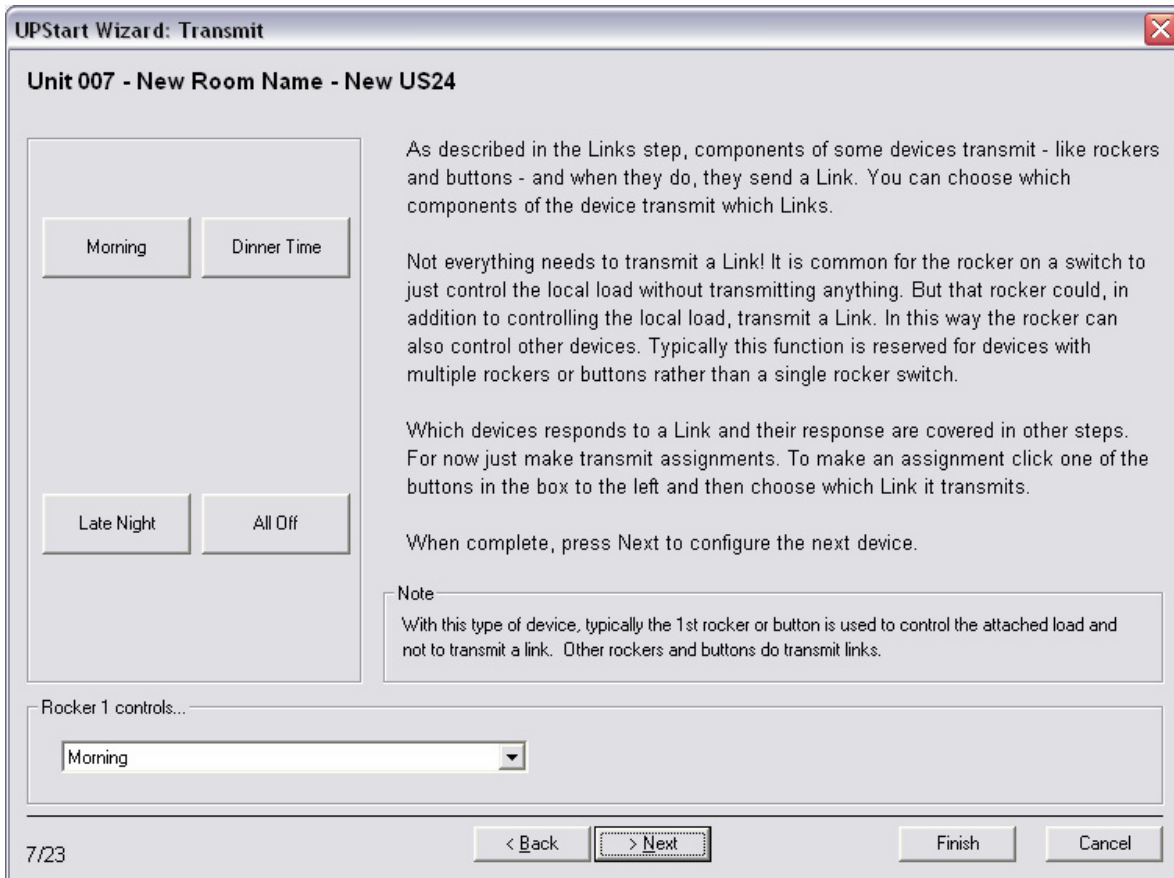 UPStart Wizard: Transmit
Unit 007 - New Room Name - New US24
Morning
Dinner Time
Late Night
All Off
As described in the Links step, components of some devices transmit - like rockers
and buttons - and when they do, they send a Link. You can choose which
components of the device transmit which Links.
Not everything needs to transmit a Link! It is common for the rocker on a switch to
just control the local load without transmitting anything. But that rocker could, in
addition to controlling the local load, transmit a Link. In this way the rocker can
also control other devices. Typically this function is reserved for devices with
multiple rockers or buttons rather than a single rocker switch.
Which devices responds to a Link and their response are covered in other steps.
For now just make transmit assignments. To make an assignment click one of the
buttons in the box to the left and then choose which Link it transmits.
When complete, press Next to configure the next device.
Note
With this type of device, typically the 1st rocker or button is used to control the attached load and
not to transmit a link. Other rockers and buttons do transmit links.
Rocker 1 controls...
Morning
7/23
< Back
> Next
Finish
Cancel